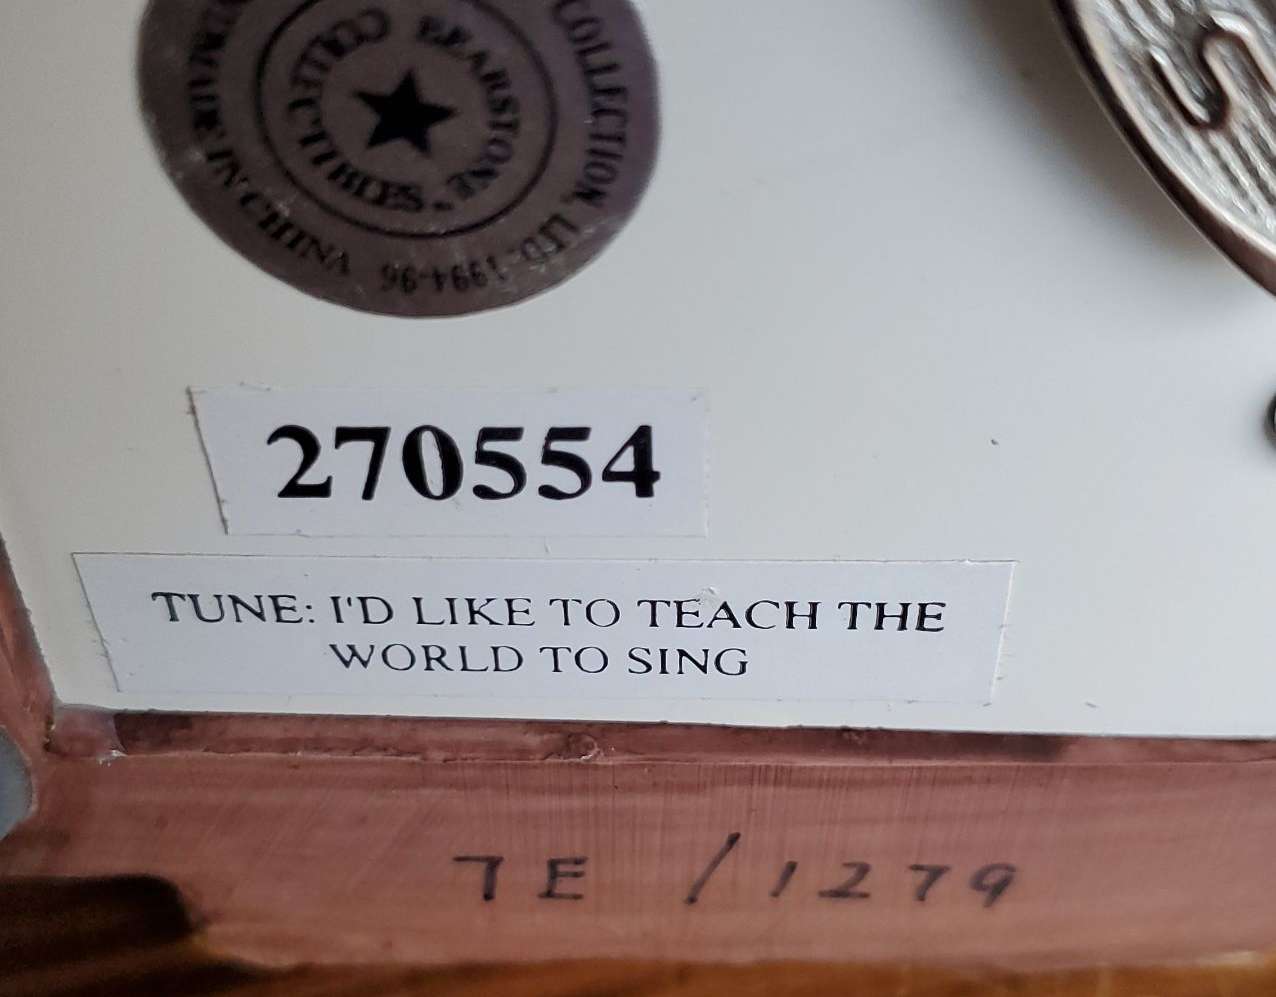 COLLECTION, LTD. 1994-96
MADE IN CHINA
BEARSTONE
COLLECTIBLES
270554
TUNE: I'D LIKE TO TEACH THE
WORLD TO SING
7E /1279